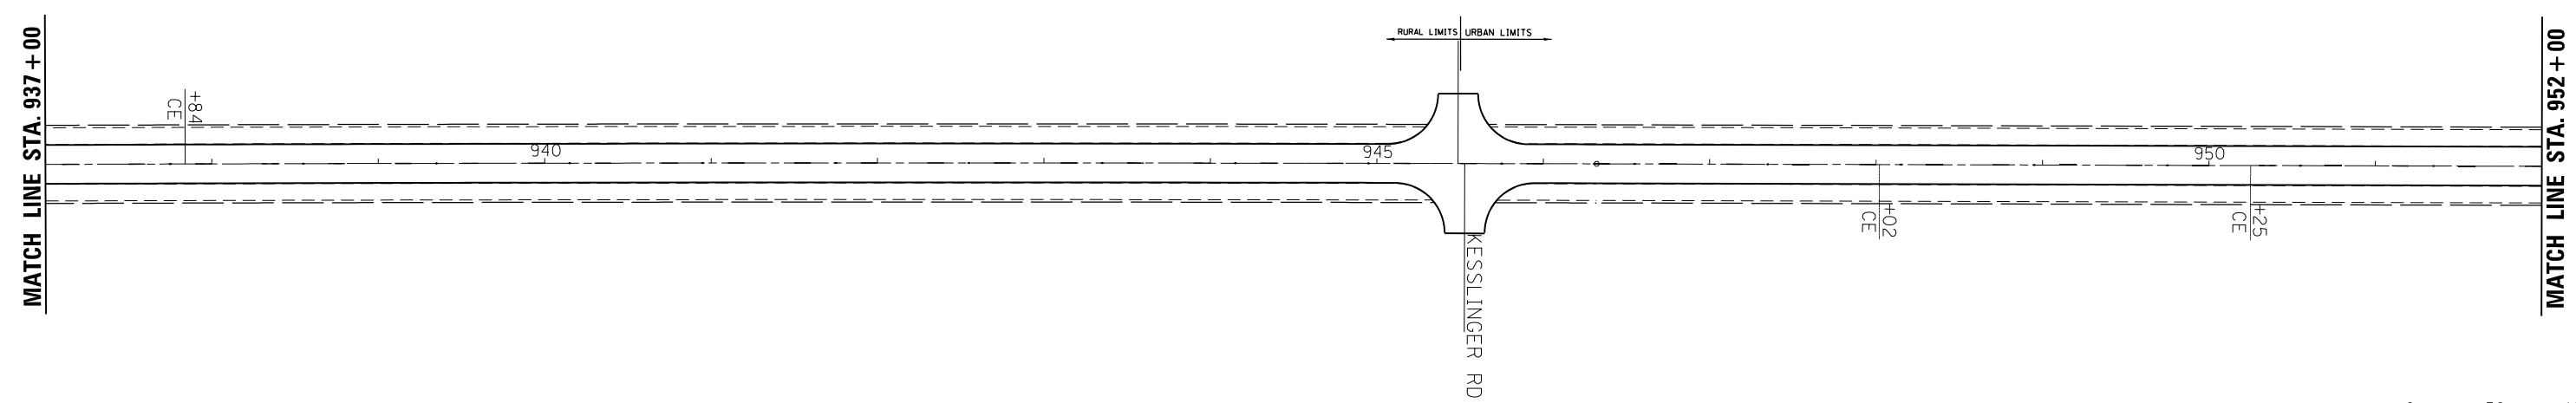 MATCH LINE STA. 937+00
+84
CE
940
945
RURAL LIMITS URBAN LIMITS
KESSLINGER RD
+02
CE
950
+25
CE
MATCH LINE STA. 952+00